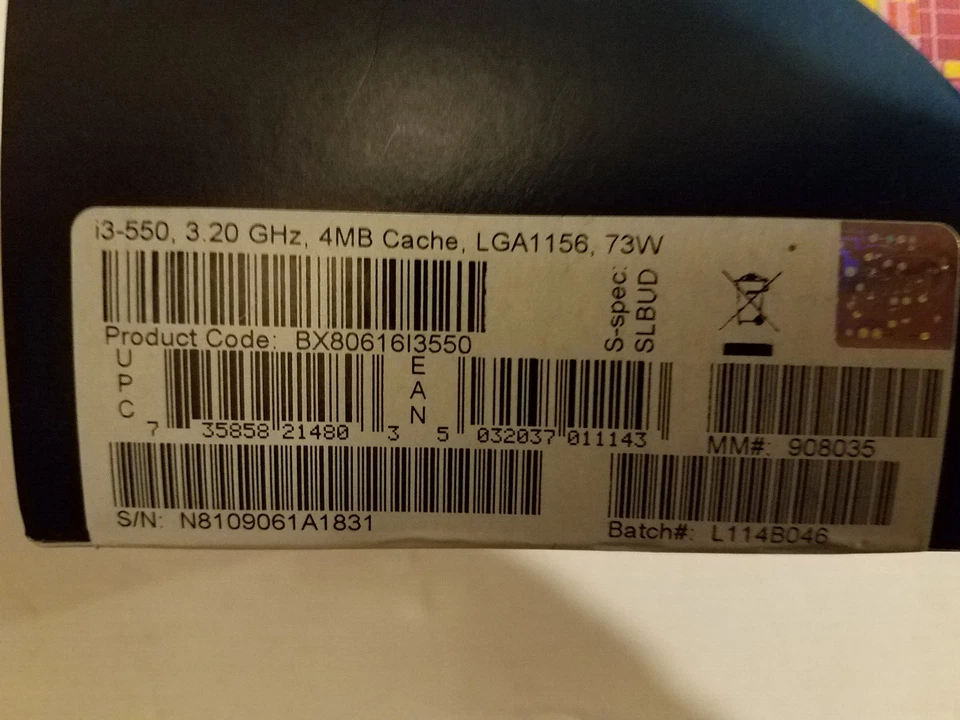 i3-550, 3.20 GHz, 4MB Cache, LGA1156, 73W
S-spec:
SLBUD
Product Code: BX80616I3550
UPC
7 35858 21480 3
EAN
5 032037 011143
MM#: 908035
S/N: N8109061A1831
Batch#: L114B046